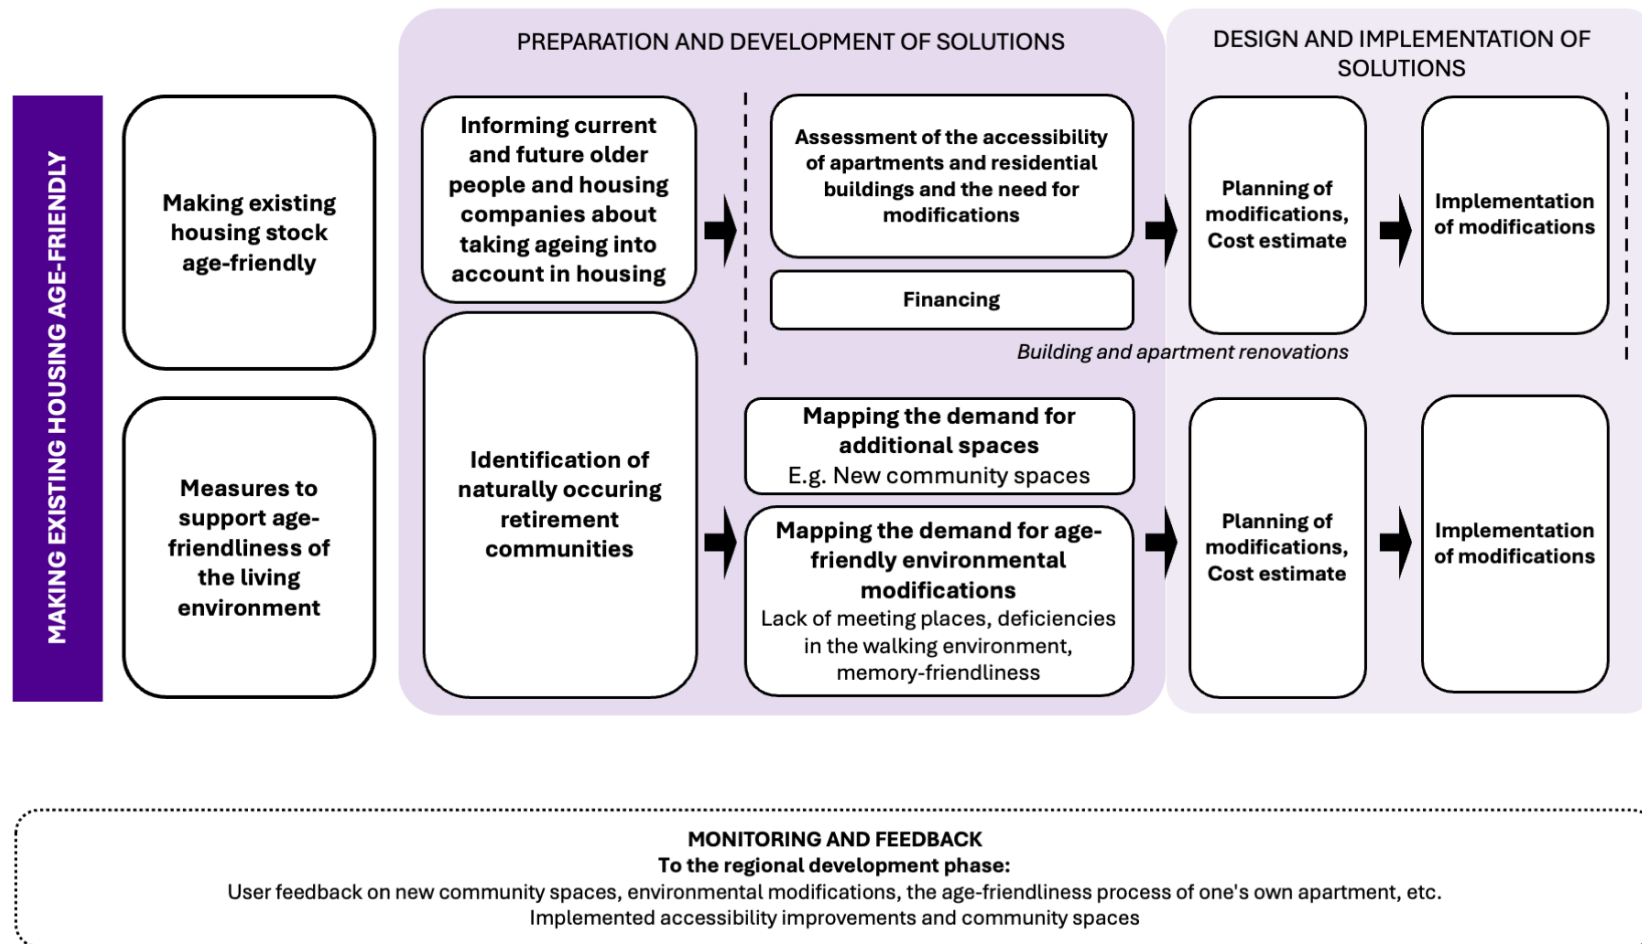 PREPARATION AND DEVELOPMENT OF SOLUTIONS
DESIGN AND IMPLEMENTATION OF
SOLUTIONS
MAKING EXISTING HOUSING AGE-FRIENDLY
Making existing
housing stock
age-friendly
Informing current
and future older
people and housing
companies about
taking ageing into
account in housing
Assessment of the accessibility
of apartments and residential
buildings and the need for
modifications
Financing
Planning of
modifications,
Cost estimate
Implementation
of modifications
Building and apartment renovations
Measures to
support age-
friendliness of
the living
environment
Identification of
naturally occuring
retirement
communities
Mapping the demand for
additional spaces
E.g. New community spaces
Mapping the demand for age-
friendly environmental
modifications
Lack of meeting places, deficiencies
in the walking environment,
memory-friendliness
Planning of
modifications,
Cost estimate
Implementation
of modifications
MONITORING AND FEEDBACK
To the regional development phase:
User feedback on new community spaces, environmental modifications, the age-friendliness process of one's own apartment, etc.
Implemented accessibility improvements and community spaces